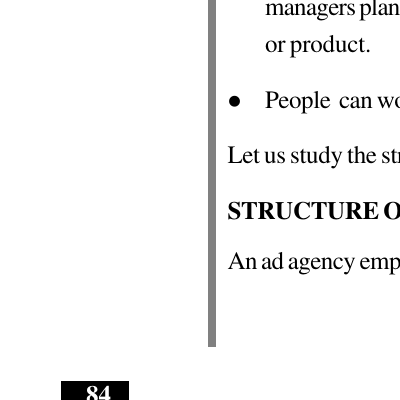 managers plan
or product.
● People can wo
Let us study the st
STRUCTURE O
An ad agency emp
84